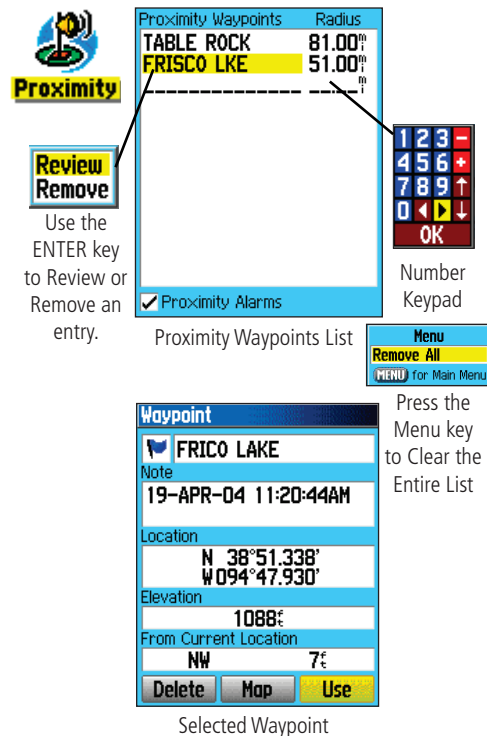 Proximity
Proximity Waypoints Radius
TABLE ROCK 81.00mi
FRISCO LKE 51.00mi
_______________ __.__mi
Review
Remove
Use the
ENTER key
to Review or
Remove an
entry.
1 2 3 -
4 5 6 +
7 8 9 ↑
0 ◄ ► ↓
OK
Number
Keypad
✓ Proximity Alarms
Proximity Waypoints List
Menu
Remove All
MENU for Main Menu
Press the
Menu key
to Clear the
Entire List
Waypoint
FRICO LAKE
Note
19-APR-04 11:20:44AM
Location
N 38°51.338'
W094°47.930'
Elevation
1088ft
From Current Location
NW 7ft
Delete Map Use
Selected Waypoint